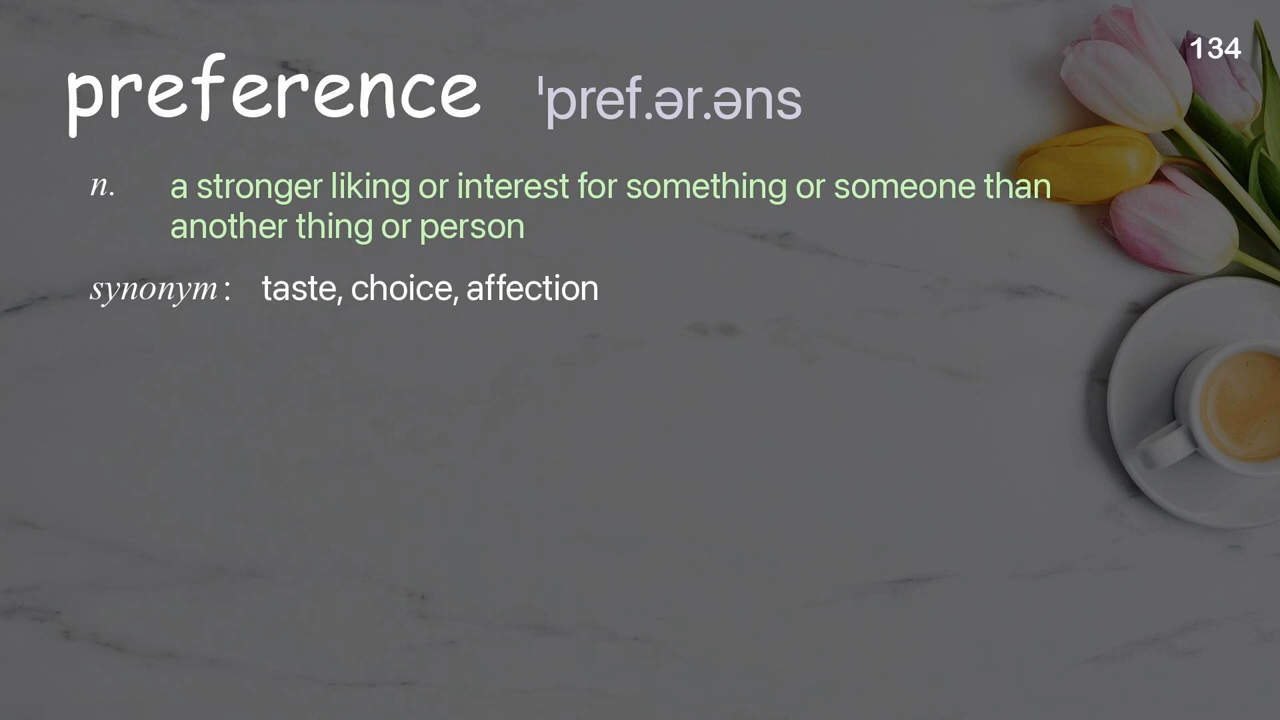 134
preference ˈpref.ər.əns
n. a stronger liking or interest for something or someone than
another thing or person
synonym: taste, choice, affection